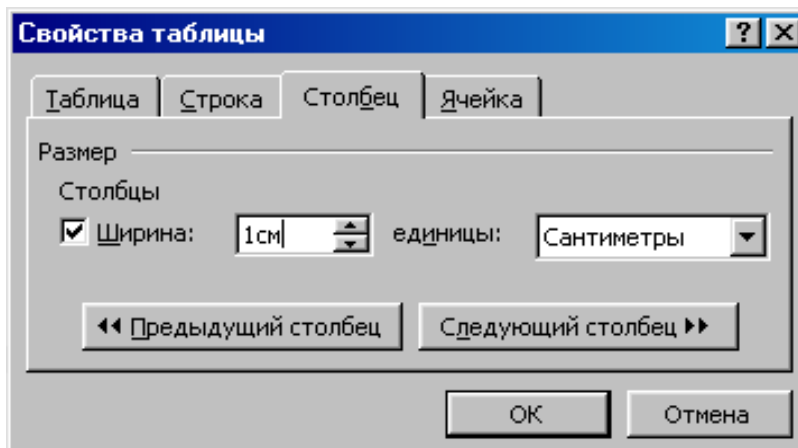 Свойства таблицы
Таблица Строка Столбец Ячейка
Размер
Столбцы
Ширина: 1см единицы: Сантиметры
Предыдущий столбец Следующий столбец
ОК Отмена